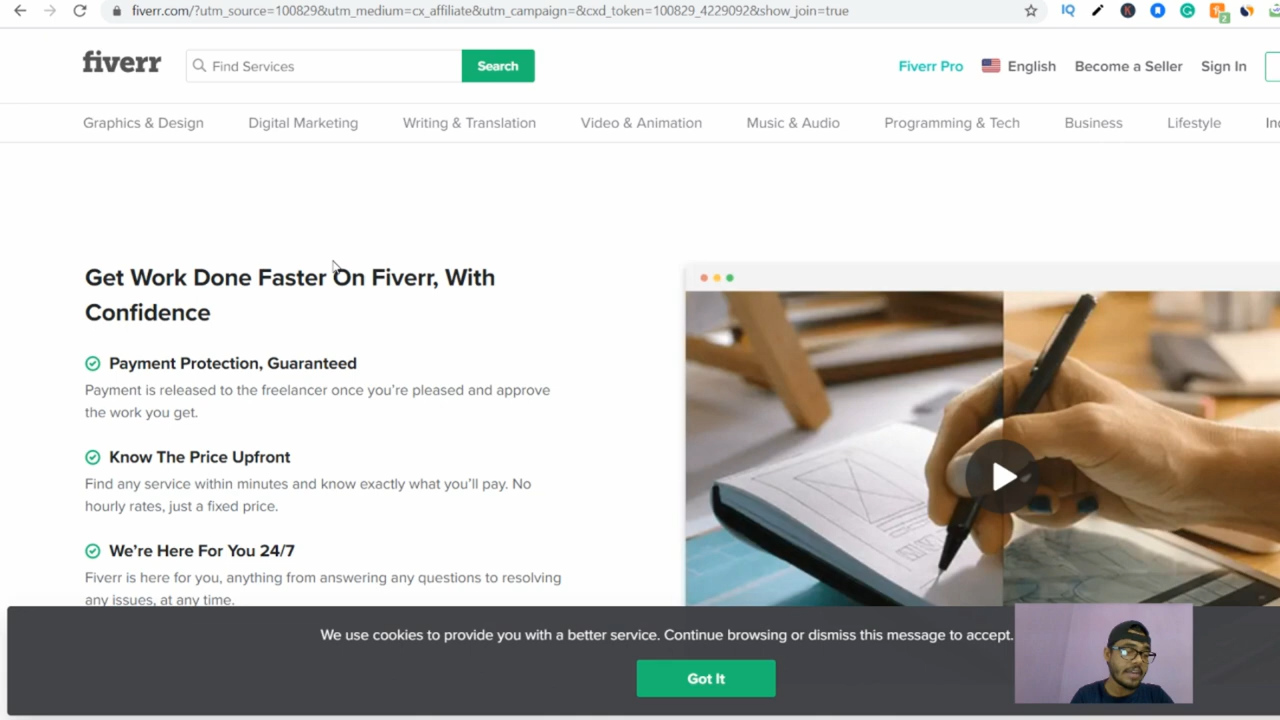 fiverr.com/?utm_source=100829&utm_medium=cx_affiliate&utm_campaign=&cxd_token=100829_4229092&show_join=true
IQ
K
2
fiverr
Find Services
Search
Fiverr Pro
English
Become a Seller
Sign In
Graphics & Design
Digital Marketing
Writing & Translation
Video & Animation
Music & Audio
Programming & Tech
Business
Lifestyle
Get Work Done Faster On Fiverr, With
Confidence
Payment Protection, Guaranteed
Payment is released to the freelancer once you're pleased and approve
the work you get.
Know The Price Upfront
Find any service within minutes and know exactly what you'll pay. No
hourly rates, just a fixed price.
We're Here For You 24/7
Fiverr is here for you, anything from answering any questions to resolving
any issues, at any time.
We use cookies to provide you with a better service. Continue browsing or dismiss this message to accept.
Got It